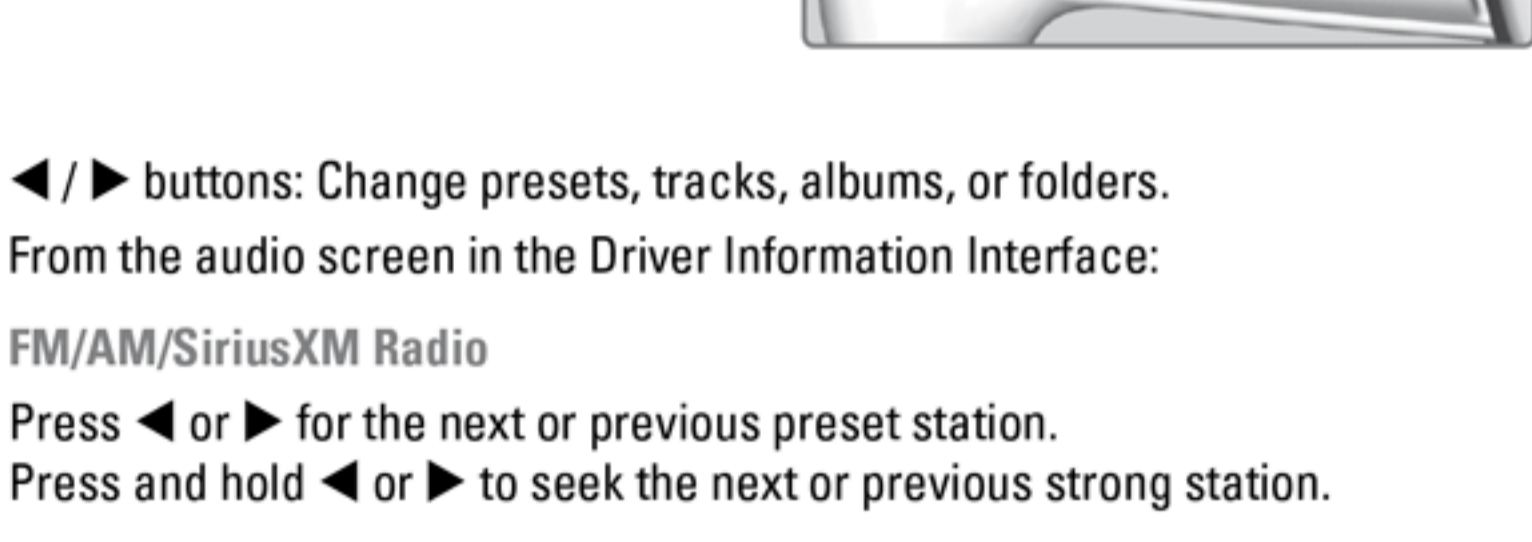 ◀ / ▶ buttons: Change presets, tracks, albums, or folders.
From the audio screen in the Driver Information Interface:
FM/AM/SiriusXM Radio
Press ◀ or ▶ for the next or previous preset station.
Press and hold ◀ or ▶ to seek the next or previous strong station.